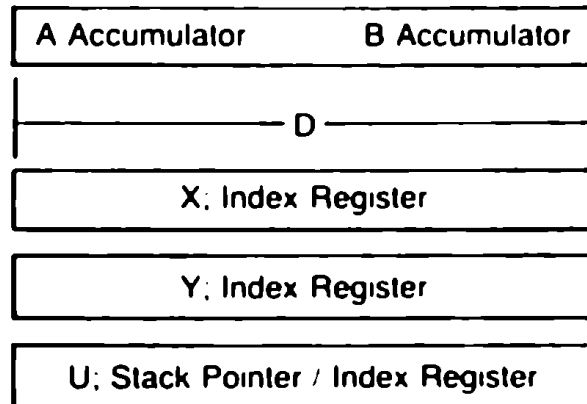 A Accumulator B Accumulator
D
X; Index Register
Y; Index Register
U; Stack Pointer / Index Register